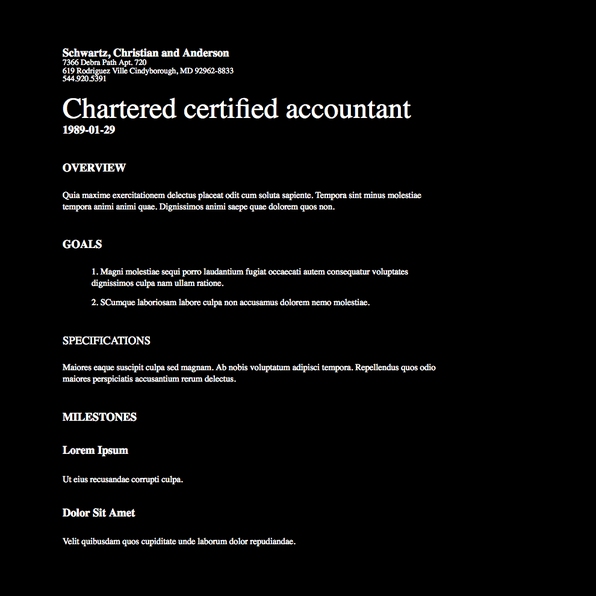 Schwartz, Christian and Anderson
7366 Debra Path Apt. 720
619 Rodriguez Ville Cindyborough, MD 92962-8833
544.920.5391
Chartered certified accountant
1989-01-29
OVERVIEW
Quia maxime exercitationem delectus placeat odit cum soluta sapiente. Tempora sint minus molestiae
tempora animi animi quae. Dignissimos animi saepe quae dolorem quos non.
GOALS
1. Magni molestiae sequi porro laudantium fugiat occaecati autem consequatur voluptates
dignissimos culpa nam ullam ratione.
2. SCumque laboriosam labore culpa non accusamus dolorem nemo molestiae.
SPECIFICATIONS
Maiores eaque suscipit culpa sed magnam. Ab nobis voluptatum adipisci tempora. Repellendus quos odio
maiores perspiciatis accusantium rerum delectus.
MILESTONES
Lorem Ipsum
Ut eius recusandae corrupti culpa.
Dolor Sit Amet
Velit quibusdam quos cupiditate unde laborum dolor repudiandae.